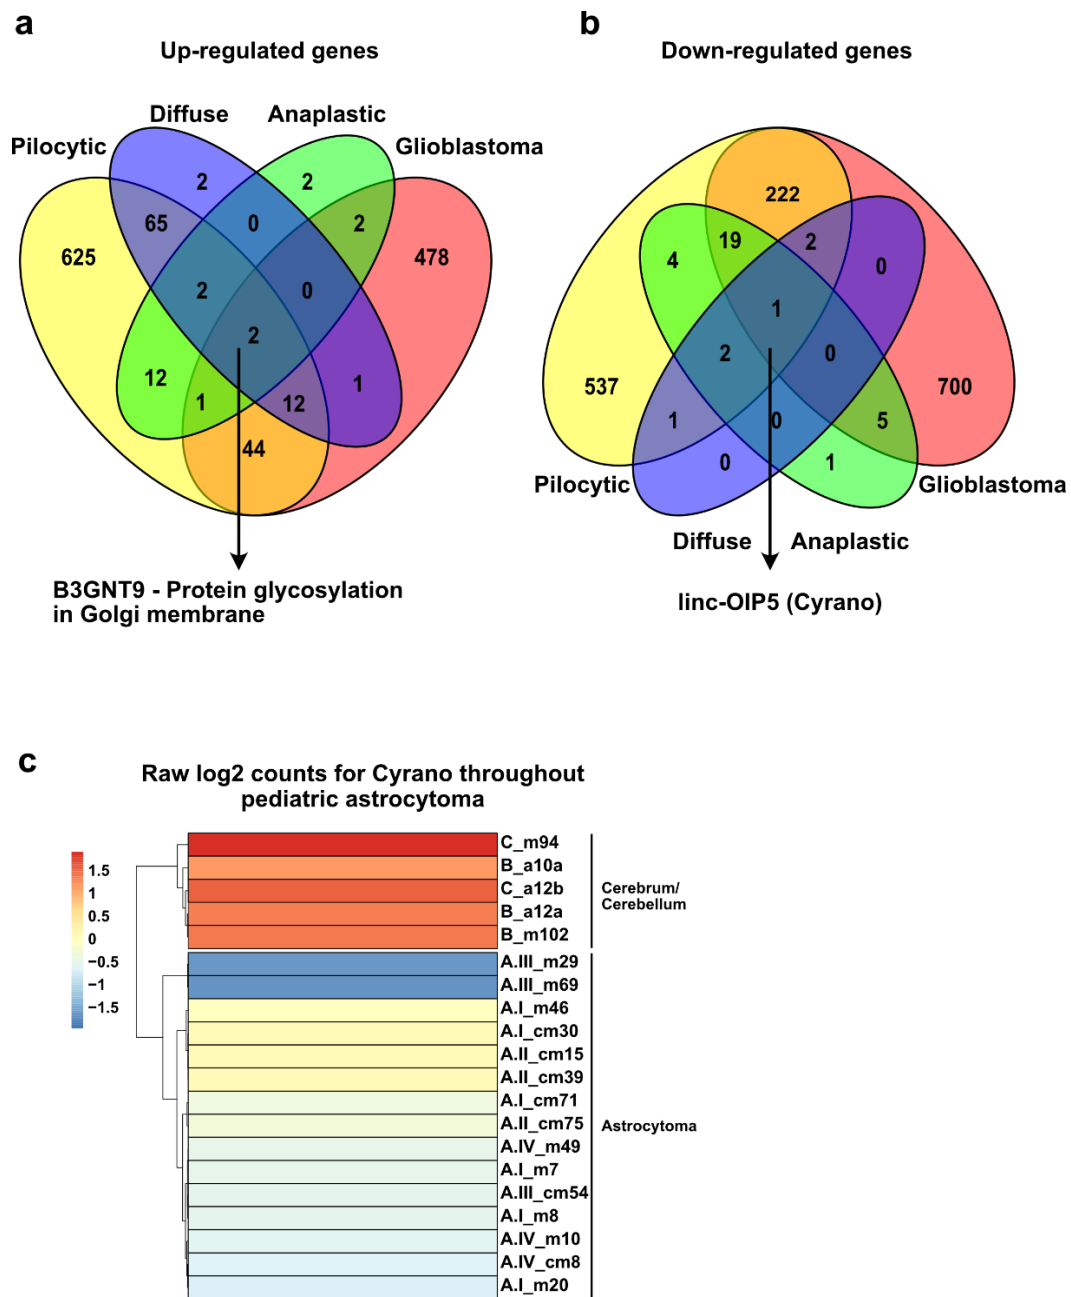 a
Up-regulated genes
Diffuse
Anaplastic
Pilocytic
Glioblastoma
2
2
65
0
2
625
478
2
0
2
12
1
12
1
44
B3GNT9 - Protein glycosylation
in Golgi membrane
b
Down-regulated genes
222
19
2
4
0
1
2
0
537
700
1
0
5
0
1
Pilocytic
Glioblastoma
Diffuse
Anaplastic
linc-OIP5 (Cyrano)
c
Raw log2 counts for Cyrano throughout
pediatric astrocytoma
1.5
1
0.5
0
−0.5
−1
−1.5
C_m94
B_a10a
C_a12b
B_a12a
B_m102
Cerebrum/
Cerebellum
A.III_m29
A.III_m69
A.I_m46
A.I_cm30
A.II_cm15
A.II_cm39
A.I_cm71
A.II_cm75
A.IV_m49
A.I_m7
A.III_cm54
A.I_m8
A.IV_m10
A.IV_cm8
A.I_m20
Astrocytoma